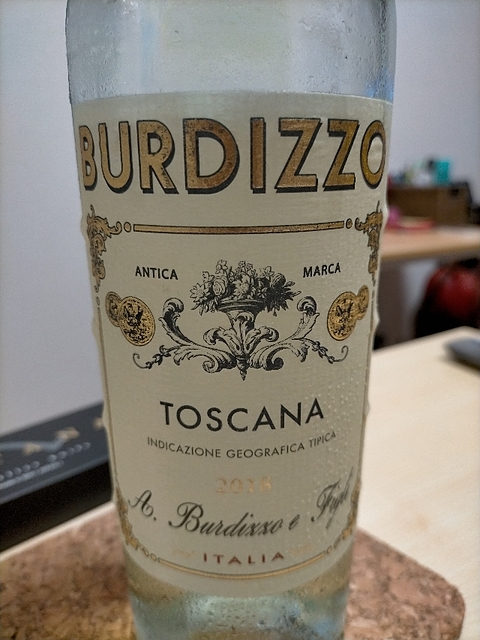 BURDIZZO
ANTICA MARCA
TOSCANA
INDICAZIONE GEOGRAFICA TIPICA
A. Burdizzo e Figli
ITALIA